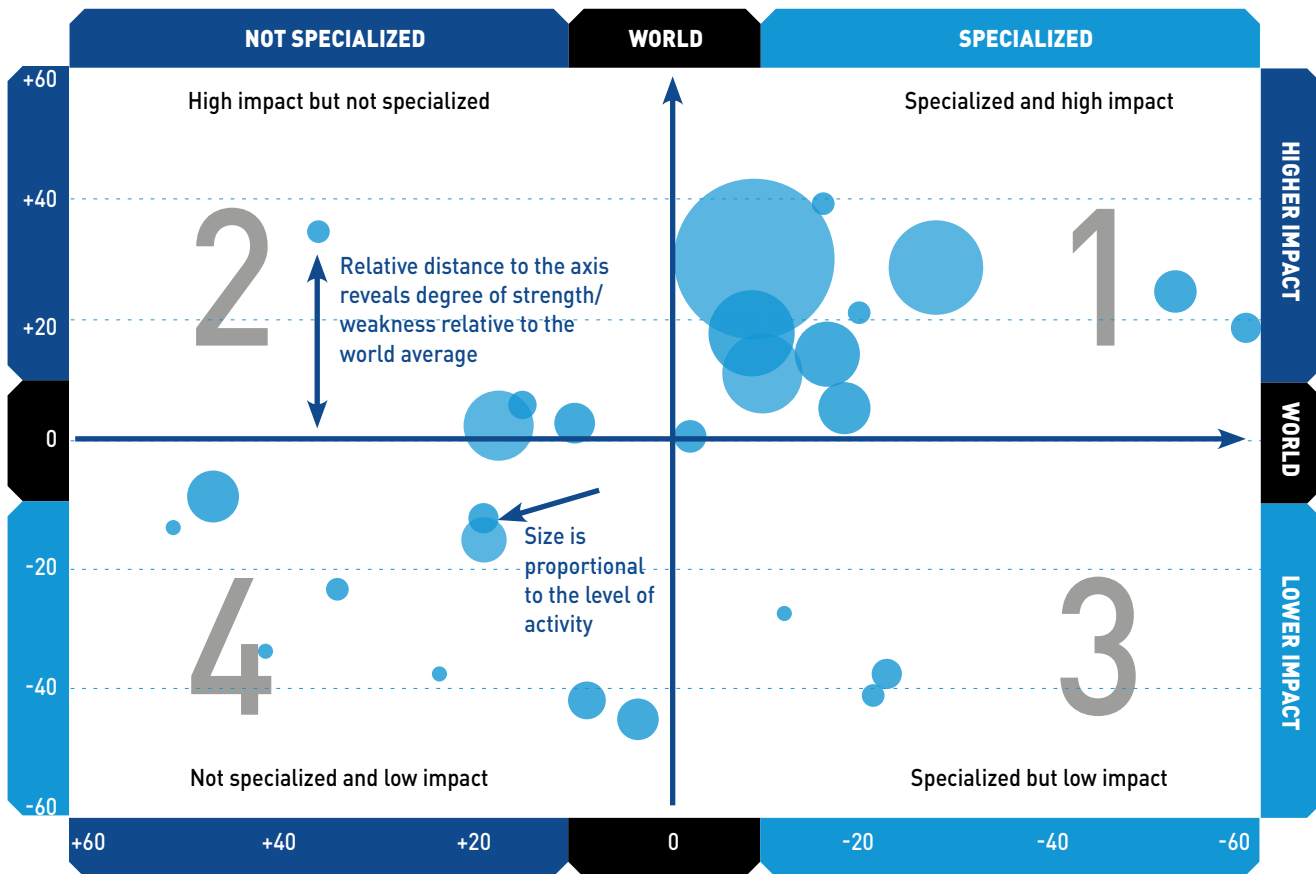 NOT SPECIALIZED
WORLD
SPECIALIZED
+60
High impact but not specialized
Specialized and high impact
HIGHER IMPACT
+40
2
1
Relative distance to the axis
reveals degree of strength/
weakness relative to the
world average
+20
0
WORLD
Size is
proportional
to the level of
activity
-20
4
3
LOWER IMPACT
-40
Not specialized and low impact
Specialized but low impact
-60
+60
+40
+20
0
-20
-40
-60